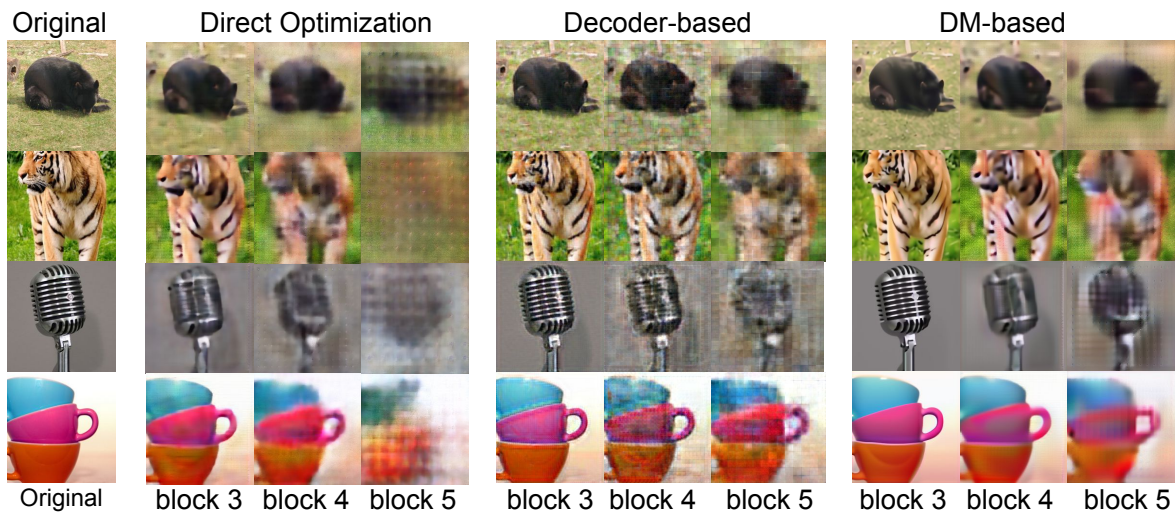 Original Direct Optimization Decoder-based DM-based
Original block 3 block 4 block 5 block 3 block 4 block 5 block 3 block 4 block 5